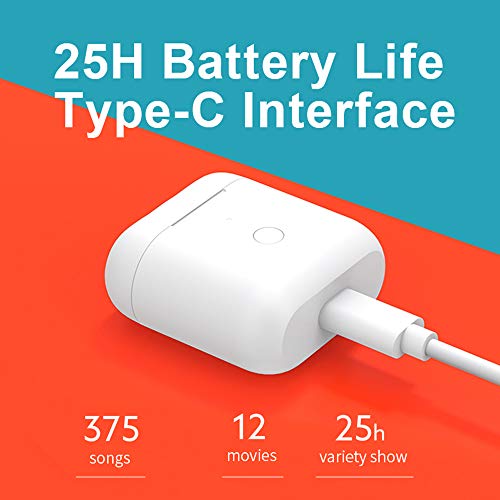 25H Battery Life
Type-C Interface
375 12 25h
songs movies variety show